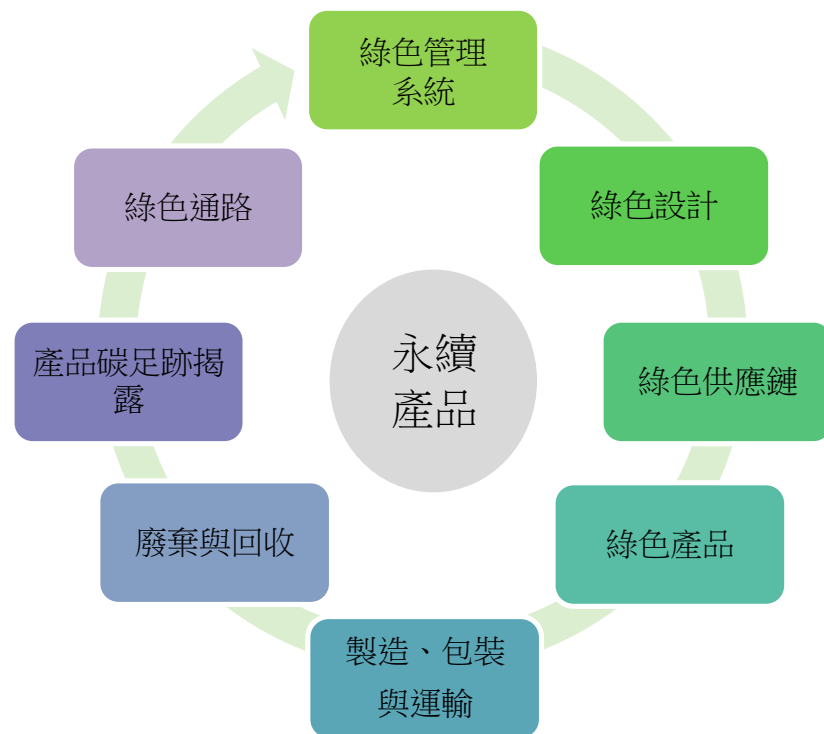 綠色管理
系統
綠色設計
綠色供應鏈
綠色產品
製造、包裝
與運輸
廢棄與回收
產品碳足跡揭
露
綠色通路
永續
產品